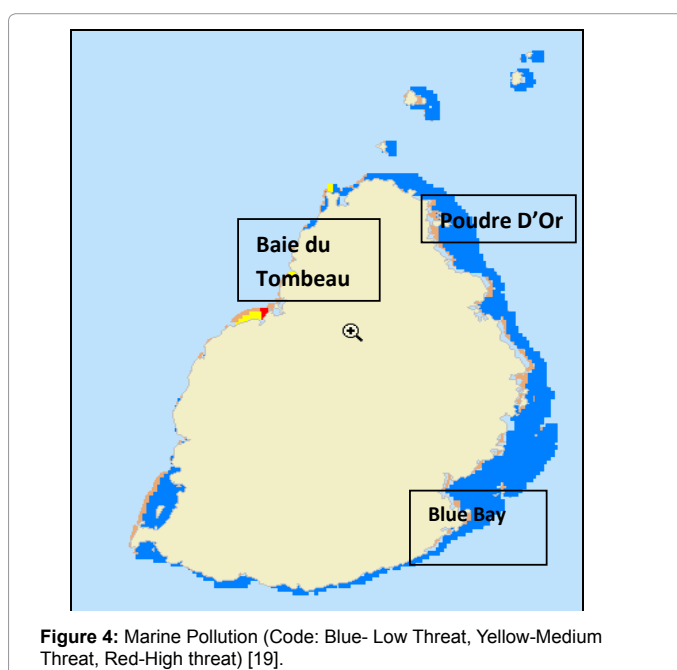 Poudre D'Or
Baie du
Tombeau
Blue Bay
Figure 4: Marine Pollution (Code: Blue- Low Threat, Yellow-Medium
Threat, Red-High threat) [19].